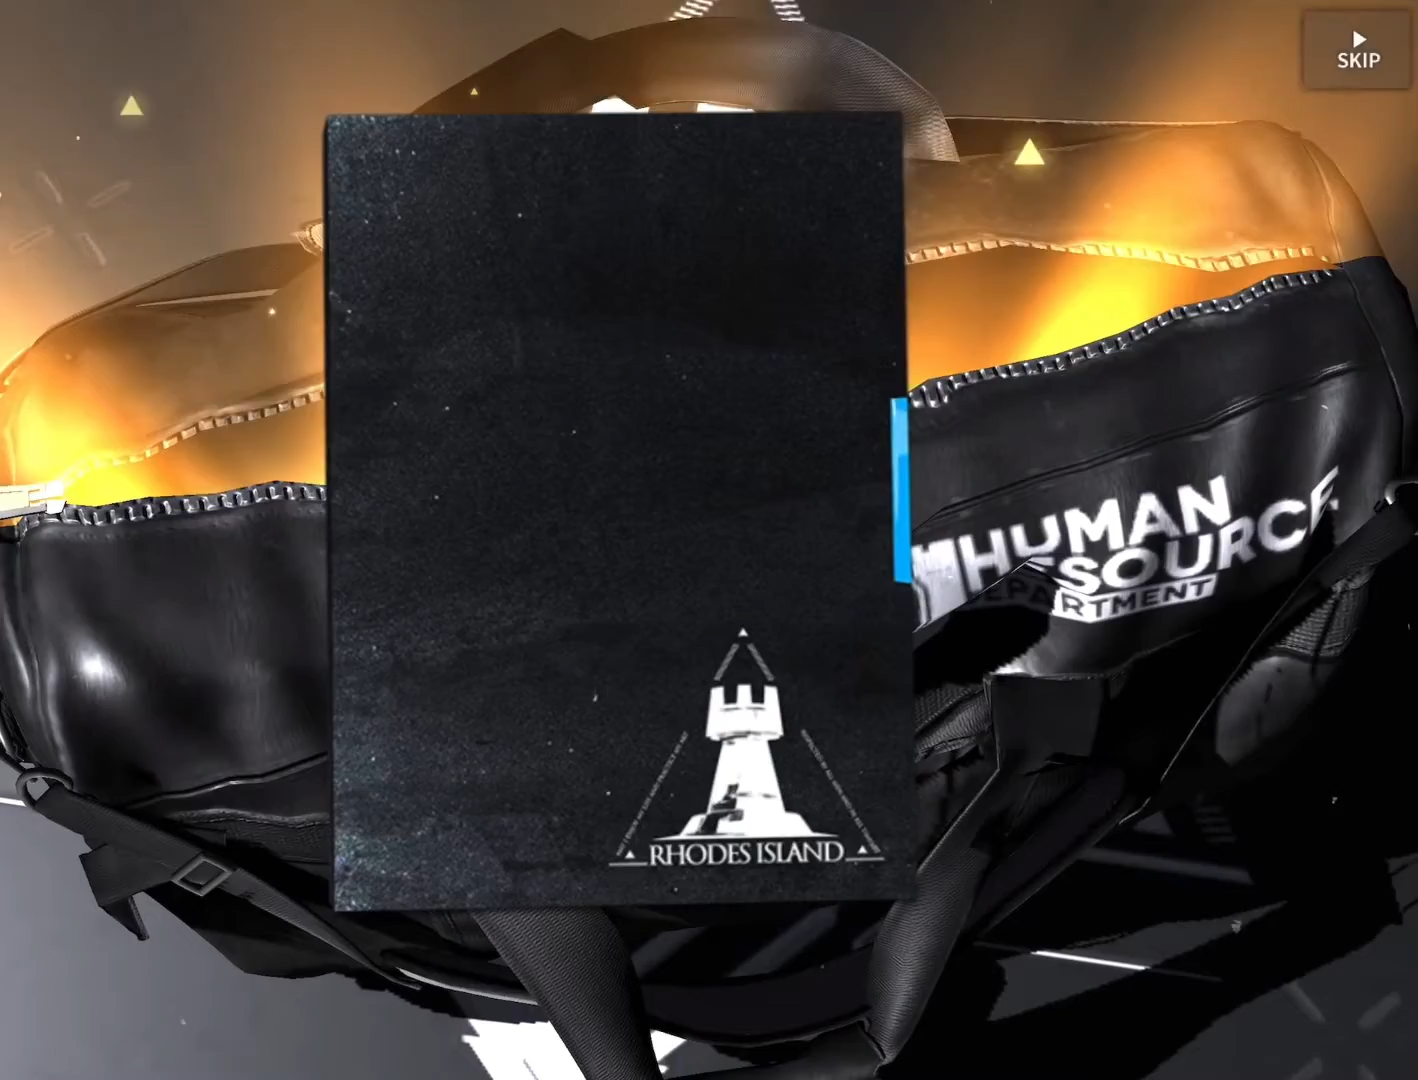 SKIP
HUMAN
RESOURCE
DEPARTMENT
RHODES ISLAND